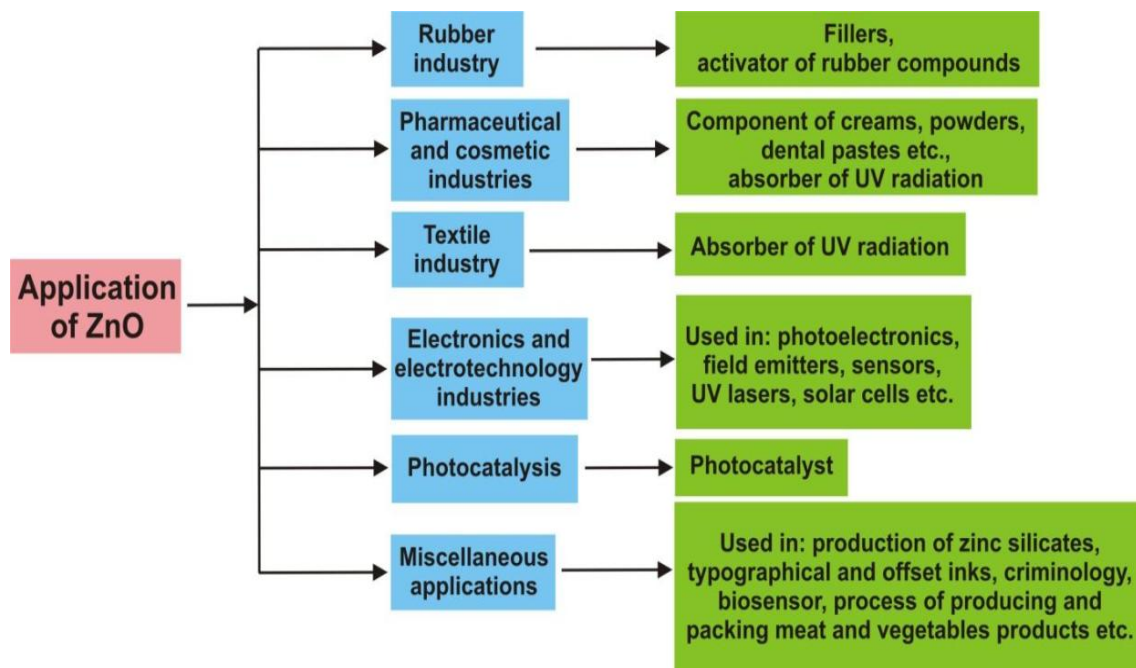 Application
of ZnO
Rubber
industry
Fillers,
activator of rubber compounds
Pharmaceutical
and cosmetic
industries
Component of creams, powders,
dental pastes etc.,
absorber of UV radiation
Textile
industry
Absorber of UV radiation
Electronics and
electrotechnology
industries
Used in: photoelectronics,
field emitters, sensors,
UV lasers, solar cells etc.
Photocatalysis
Photocatalyst
Miscellaneous
applications
Used in: production of zinc silicates,
typographical and offset inks, criminology,
biosensor, process of producing and
packing meat and vegetables products etc.